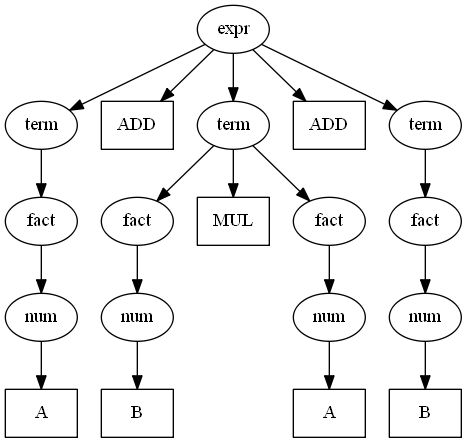 expr
term ADD term ADD term
fact fact MUL fact fact
num num num num
A B A B